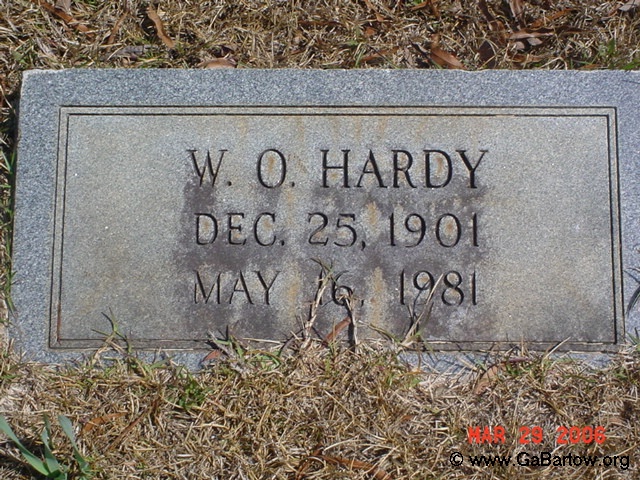 W. O. HARDY
DEC. 25, 1901
MAY 16, 1981
MAR 29 2006
© www.GaBartow.org